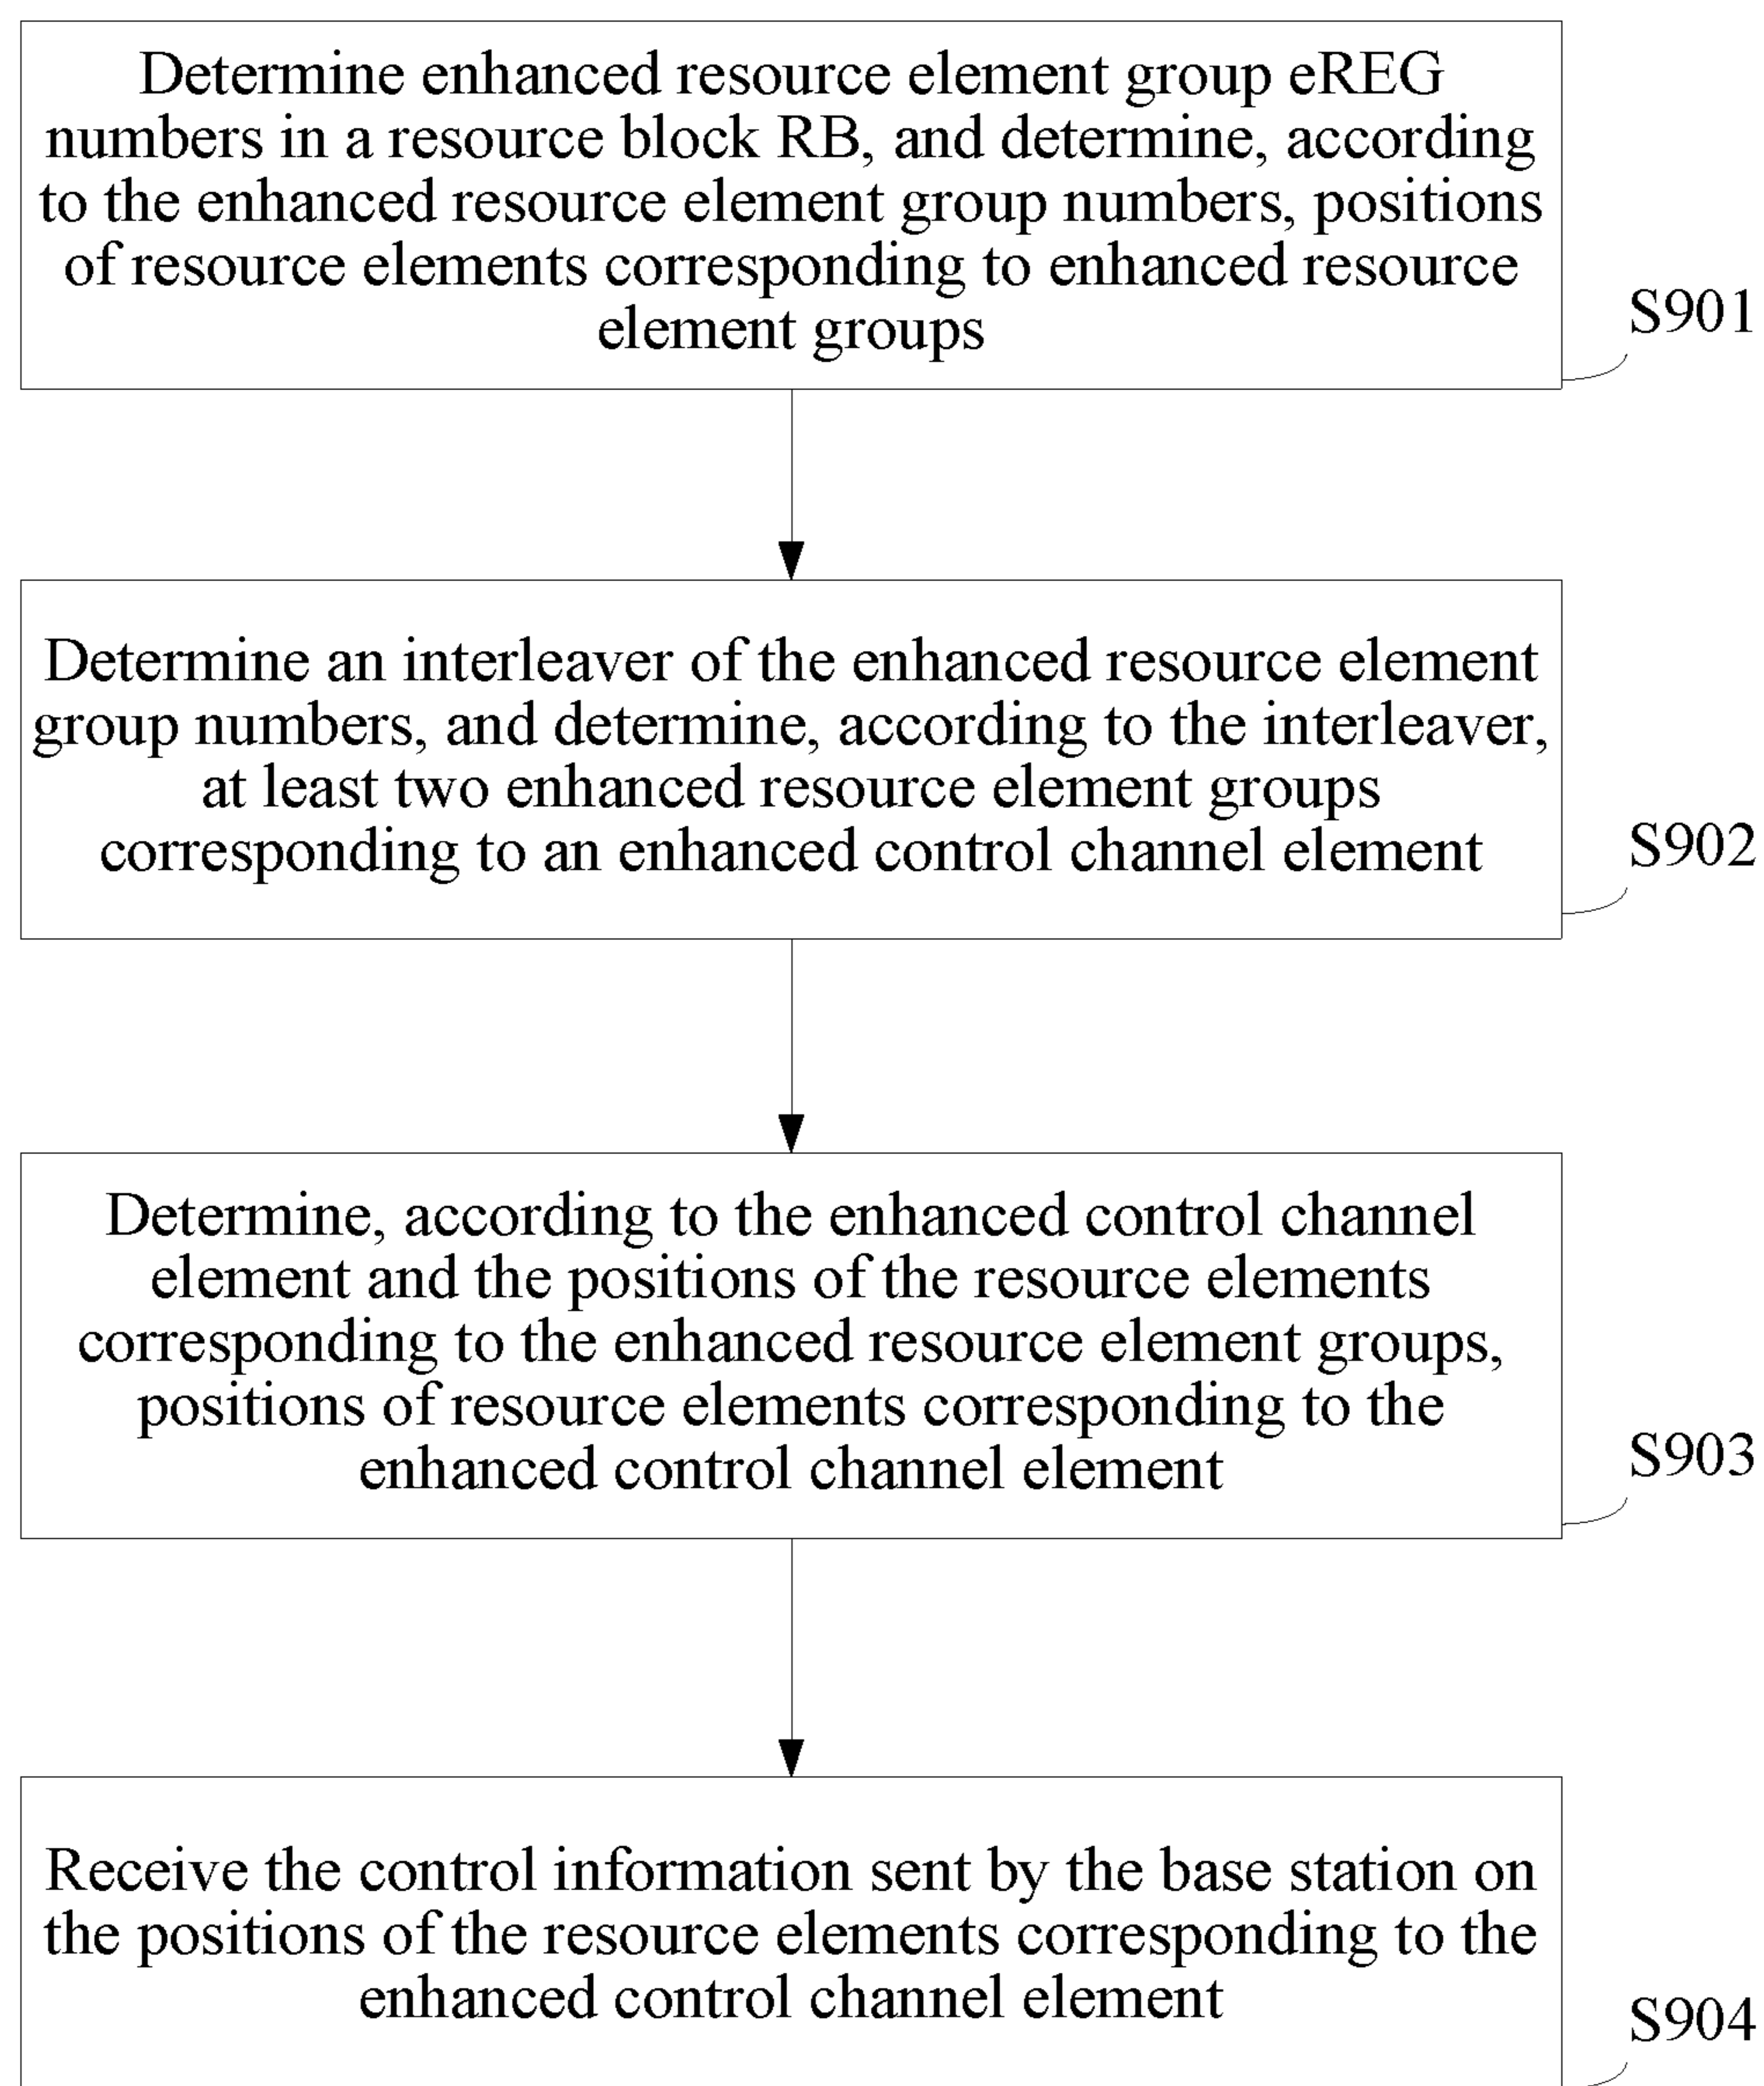 Determine enhanced resource element group eREG
numbers in a resource block RB, and determine, according
to the enhanced resource element group numbers, positions
of resource elements corresponding to enhanced resource
element groups
S901
Determine an interleaver of the enhanced resource element
group numbers, and determine, according to the interleaver,
at least two enhanced resource element groups
corresponding to an enhanced control channel element
S902
Determine, according to the enhanced control channel
element and the positions of the resource elements
corresponding to the enhanced resource element groups,
positions of resource elements corresponding to the
enhanced control channel element
S903
Receive the control information sent by the base station on
the positions of the resource elements corresponding to the
enhanced control channel element
S904